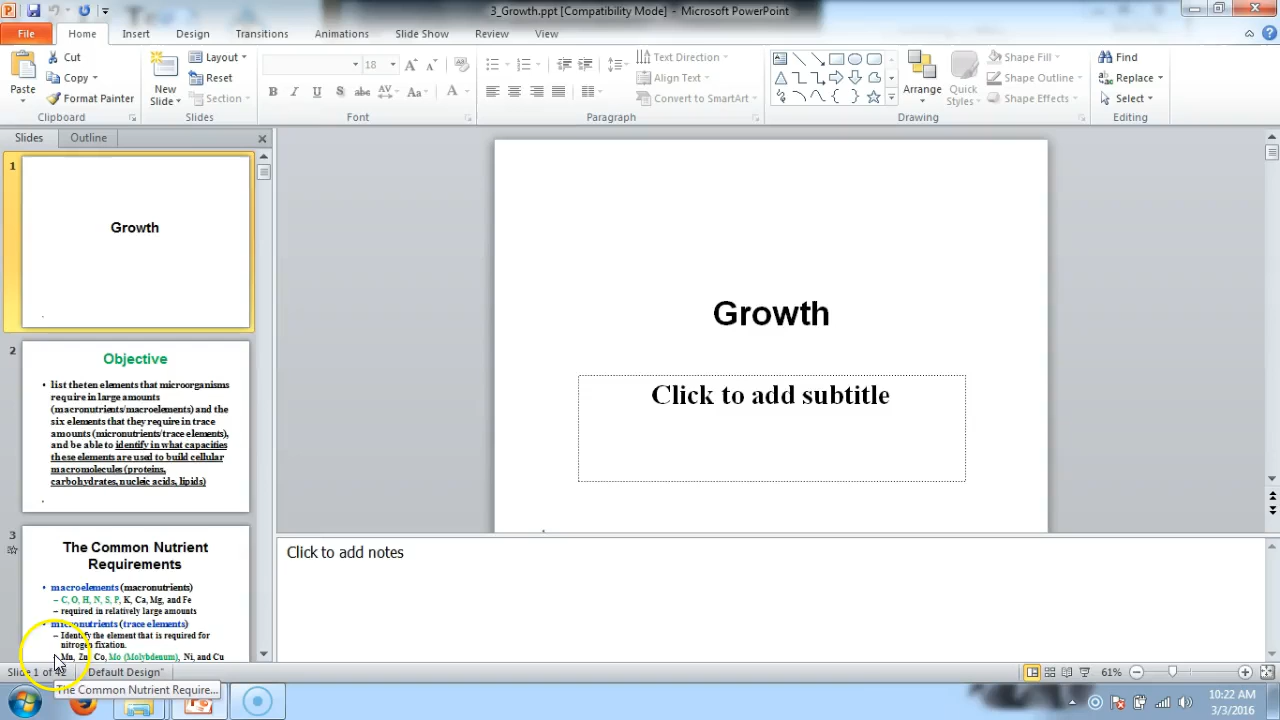 3_Growth.ppt [Compatibility Mode] - Microsoft PowerPoint
File Home Insert Design Transitions Animations Slide Show Review View
Paste
Cut
Copy
Format Painter
Clipboard
New
Slide
Layout
Reset
Section
Slides
18
Font
Text Direction
Align Text
Convert to SmartArt
Paragraph
Arrange
Quick
Styles
Shape Fill
Shape Outline
Shape Effects
Drawing
Find
Replace
Select
Editing
Slides Outline
1
Growth
2
Objective
• list the ten elements that microorganisms
require in large amounts
(macronutrients/macroelements) and the
six elements that they require in trace
amounts (micronutrients/trace elements),
and be able to identify in what capacities
these elements are used to build cellular
macromolecules (proteins,
carbohydrates, nucleic acids, lipids)
3
The Common Nutrient
Requirements
• macroelements (macronutrients)
– C, O, H, N, S, P, K, Ca, Mg, and Fe
– required in relatively large amounts
• micronutrients (trace elements)
– Identify the element that is required for
nitrogen fixation.
– Mn, Zn, Co, Mo (Molybdenum), Ni, and Cu
Growth
Click to add subtitle
Click to add notes
Slide 1 of 42 "Default Design" 61%
The Common Nutrient Require...
10:22 AM
3/3/2016